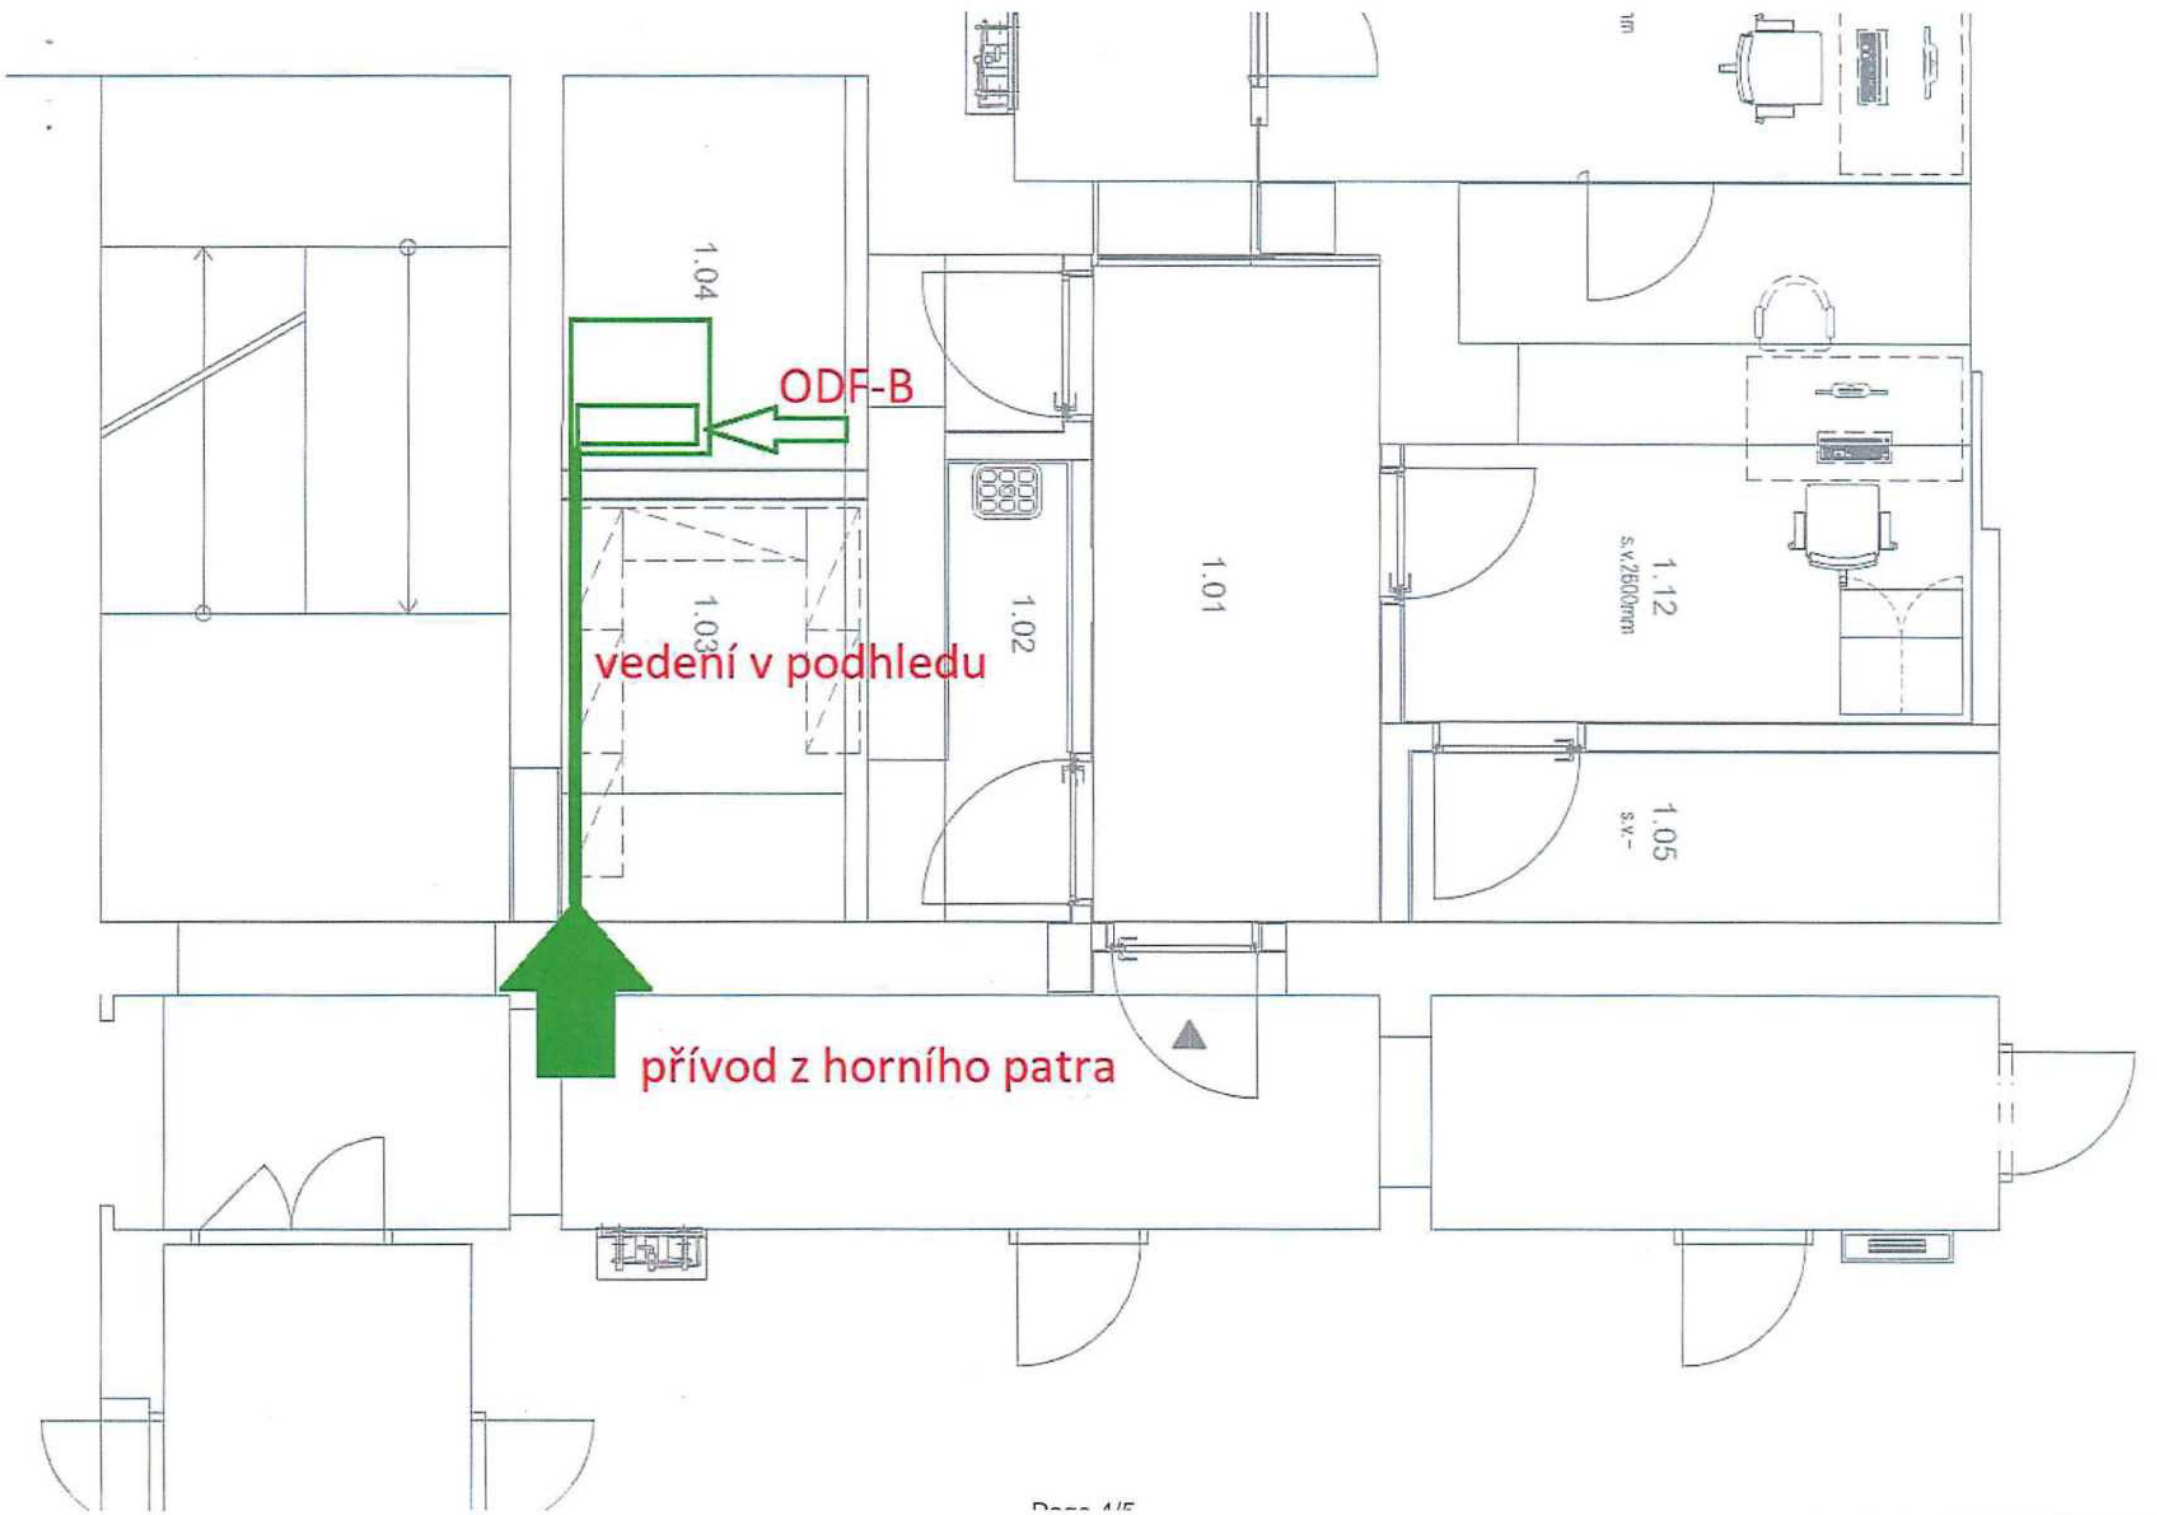 1.04
ODF-B
1.03
vedení v podhledu
1.02
1.01
1.12
s.v.2600mm
1.05
s.v.-
přívod z horního patra